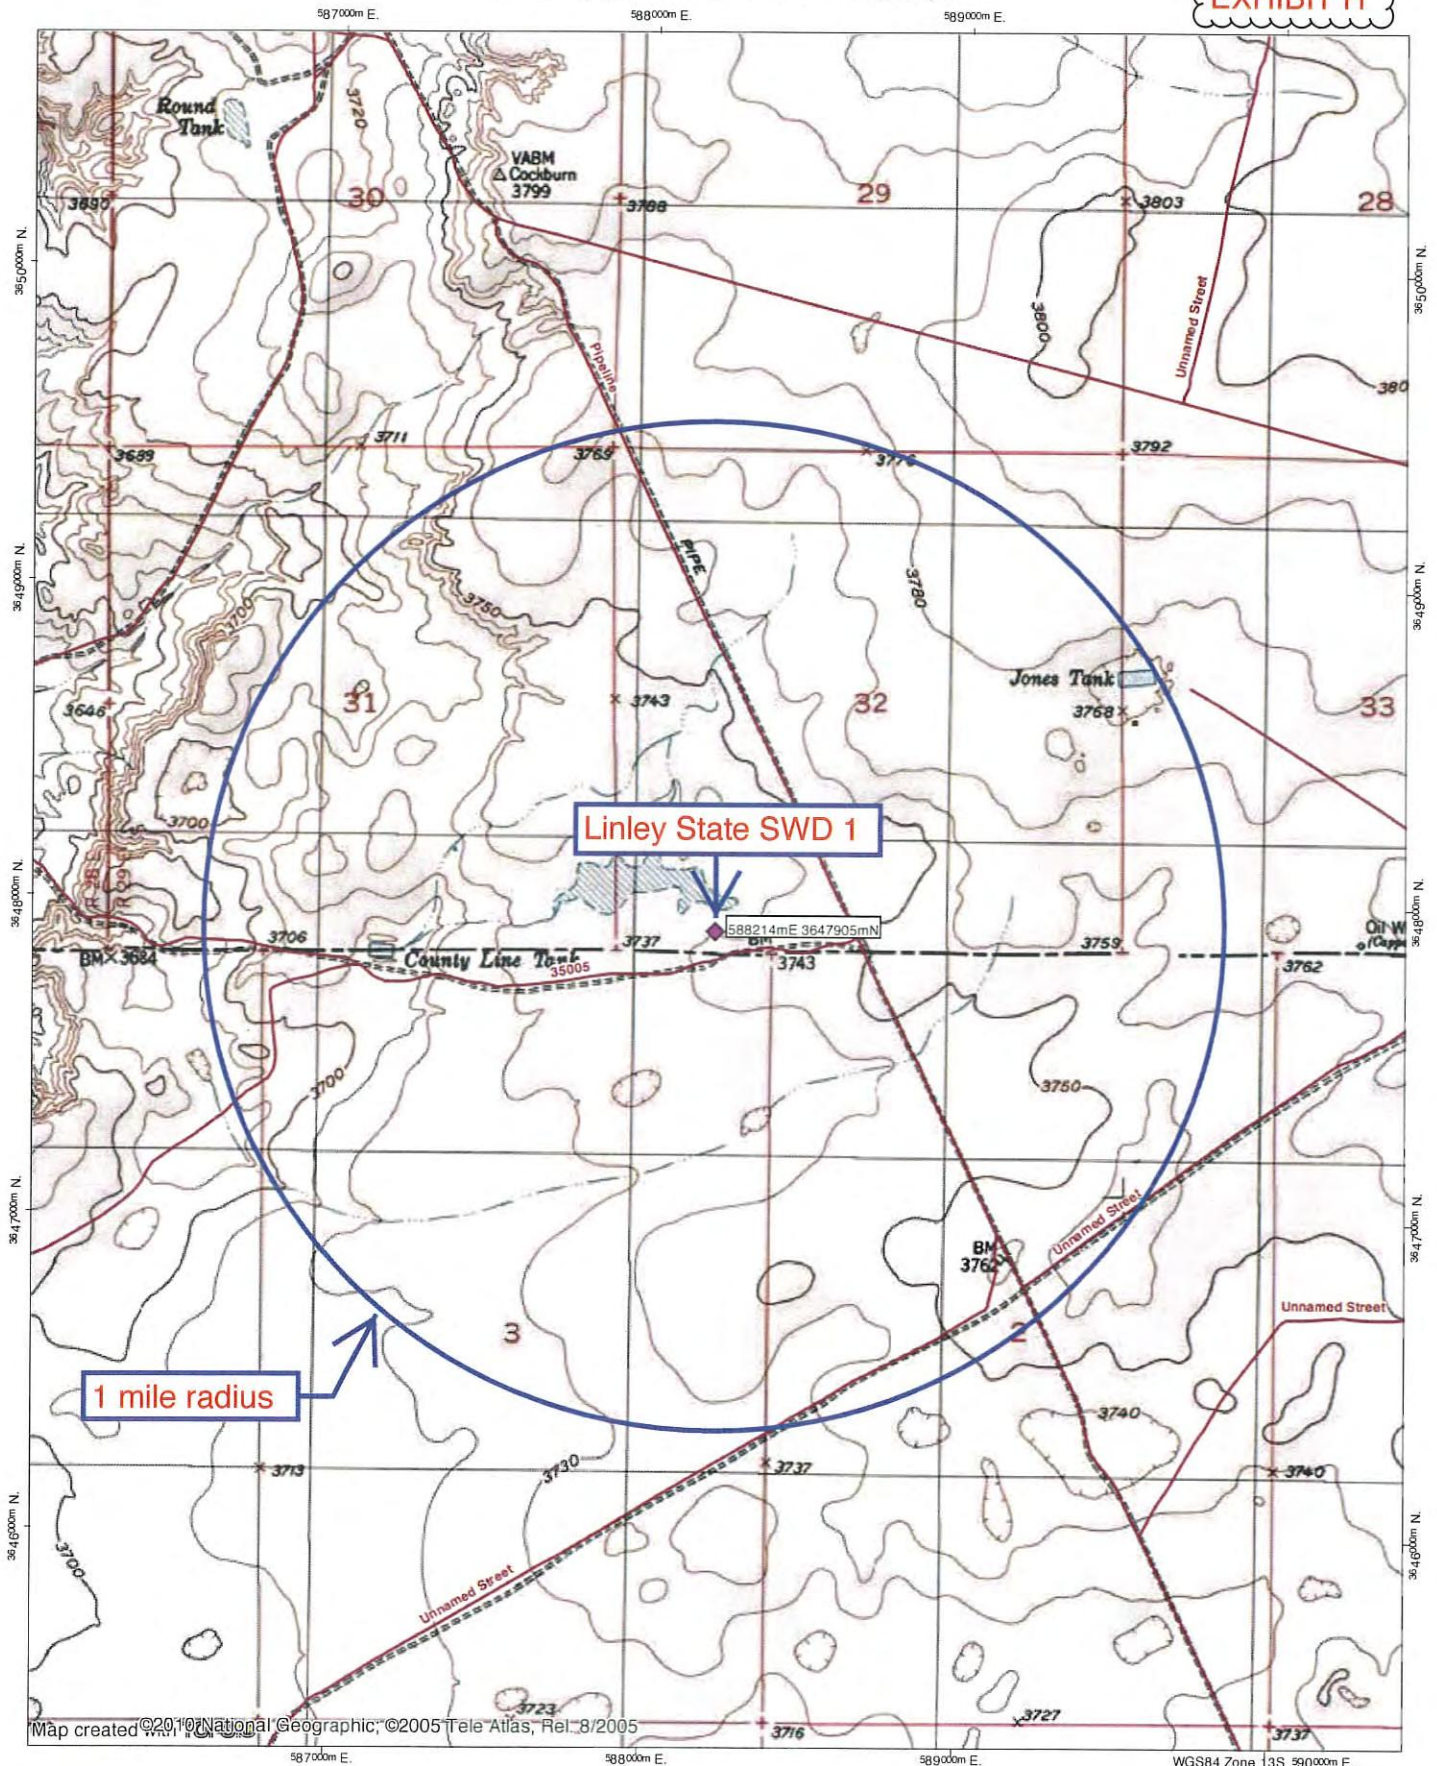 EXHIBIT H
587000m E.
588000m E.
589000m E.
Round
Tank
3720
VABM
Cockburn
3799
30
29
28
3690
3788
3803
3650000m N.
3650000m N.
Unnamed Street
3800
Pipeline
380
3711
3689
3769
3776
3792
PIPE
3649000m N.
3649000m N.
3700
3750
3780
Jones Tank
31
32
33
3646
3743
3768
3700
Linley State SWD 1
3648000m N.
3648000m N.
588214mE 3647905mN
3706
3737
BM
3759
Oil W
BM 3684
County Line Tank
35005
3743
3762
3700
3750
3647000m N.
3647000m N.
Unnamed Street
BM
3762
Unnamed Street
3
2
1 mile radius
3740
3713
3730
3737
3740
3646000m N.
3646000m N.
3700
Unnamed Street
3723
3727
Map created with
©2010 National Geographic; ©2005 Tele Atlas, Rel. 8/2005
3716
3737
587000m E.
588000m E.
589000m E.
WGS84 Zone 13S 590000m E.